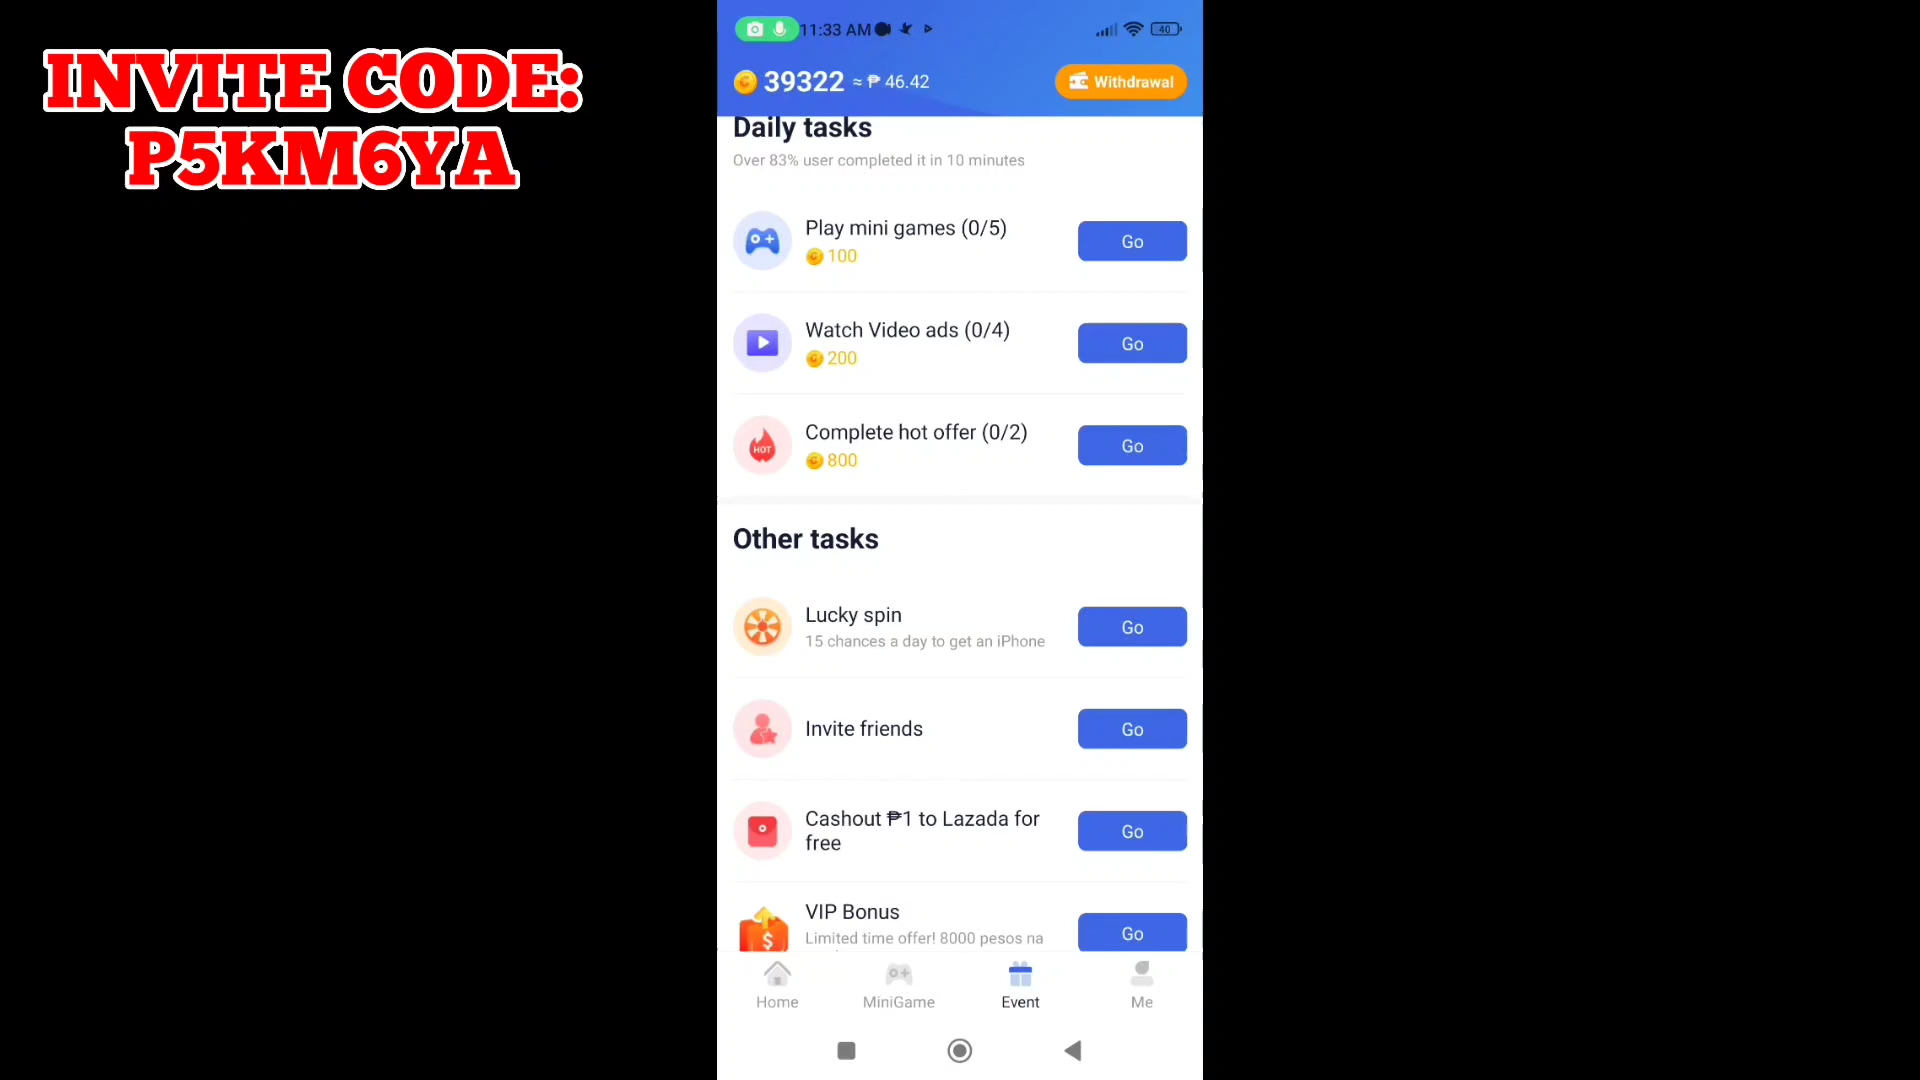 INVITE CODE:
P5KM6YA
11:33 AM
40
39322 ≈ ₱ 46.42
Withdrawal
Daily tasks
Over 83% user completed it in 10 minutes
Play mini games (0/5)
100
Go
Watch Video ads (0/4)
200
Go
HOT
Complete hot offer (0/2)
800
Go
Other tasks
Lucky spin
15 chances a day to get an iPhone
Go
Invite friends
Go
Cashout ₱1 to Lazada for
free
Go
VIP Bonus
Limited time offer! 8000 pesos na
Go
Home
MiniGame
Event
Me